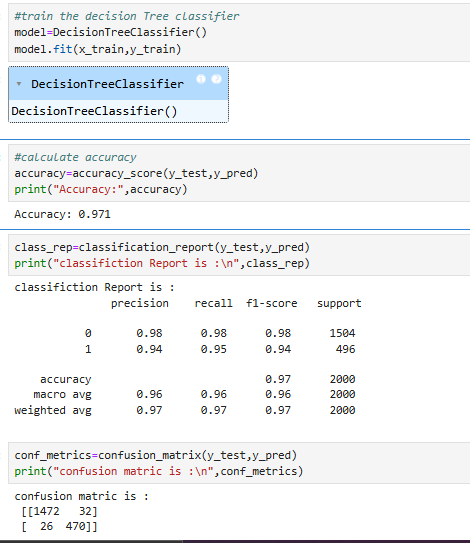 #train the decision Tree classifier
model=DecisionTreeClassifier()
model.fit(x_train,y_train)
DecisionTreeClassifier
DecisionTreeClassifier()
#calculate accuracy
accuracy=accuracy_score(y_test,y_pred)
print("Accuracy:",accuracy)
Accuracy: 0.971
class_rep=classification_report(y_test,y_pred)
print("classifiction Report is :\n",class_rep)
classifiction Report is :
precision recall f1-score support
0 0.98 0.98 0.98 1504
1 0.94 0.95 0.94 496
accuracy 0.97 2000
macro avg 0.96 0.96 0.96 2000
weighted avg 0.97 0.97 0.97 2000
conf_metrics=confusion_matrix(y_test,y_pred)
print("confusion matric is :\n",conf_metrics)
confusion matric is :
[[1472 32]
[ 26 470]]